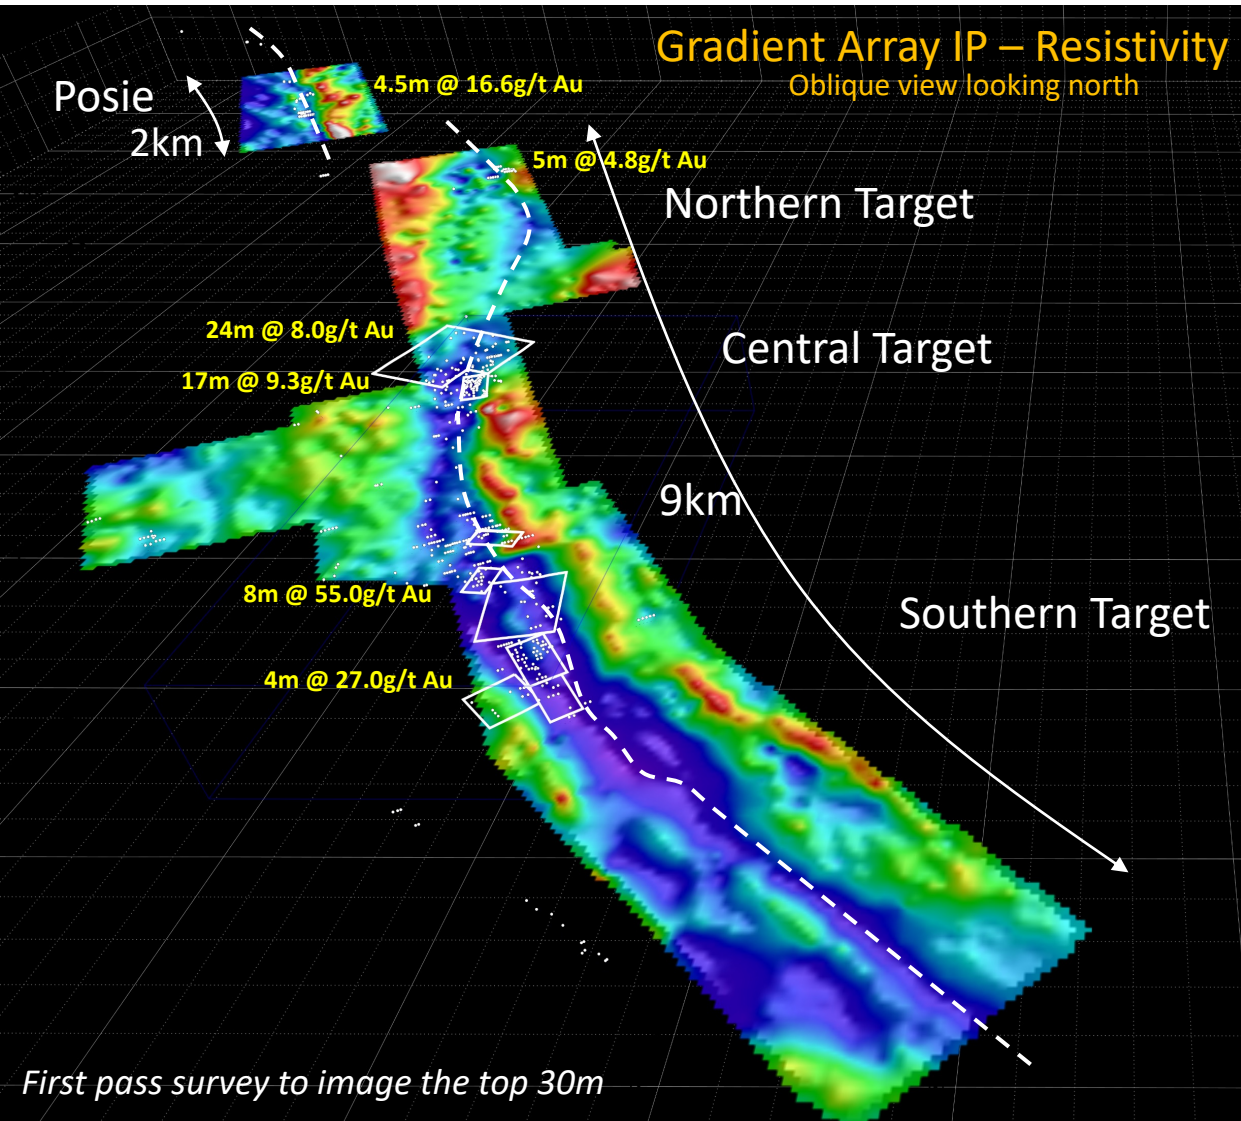 Gradient Array IP – Resistivity
Oblique view looking north
Posie
2km
4.5m @ 16.6g/t Au
5m @ 4.8g/t Au
Northern Target
24m @ 8.0g/t Au
Central Target
17m @ 9.3g/t Au
9km
8m @ 55.0g/t Au
Southern Target
4m @ 27.0g/t Au
First pass survey to image the top 30m